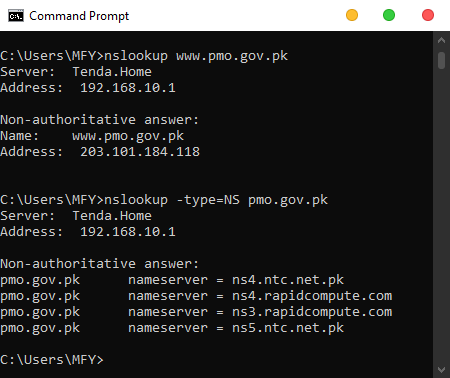 Command Prompt
C:\Users\MFY>nslookup www.pmo.gov.pk
Server:  Tenda.Home
Address:  192.168.10.1
Non-authoritative answer:
Name:    www.pmo.gov.pk
Address:  203.101.184.118
C:\Users\MFY>nslookup -type=NS pmo.gov.pk
Server:  Tenda.Home
Address:  192.168.10.1
Non-authoritative answer:
pmo.gov.pk      nameserver = ns4.ntc.net.pk
pmo.gov.pk      nameserver = ns4.rapidcompute.com
pmo.gov.pk      nameserver = ns3.rapidcompute.com
pmo.gov.pk      nameserver = ns5.ntc.net.pk
C:\Users\MFY>